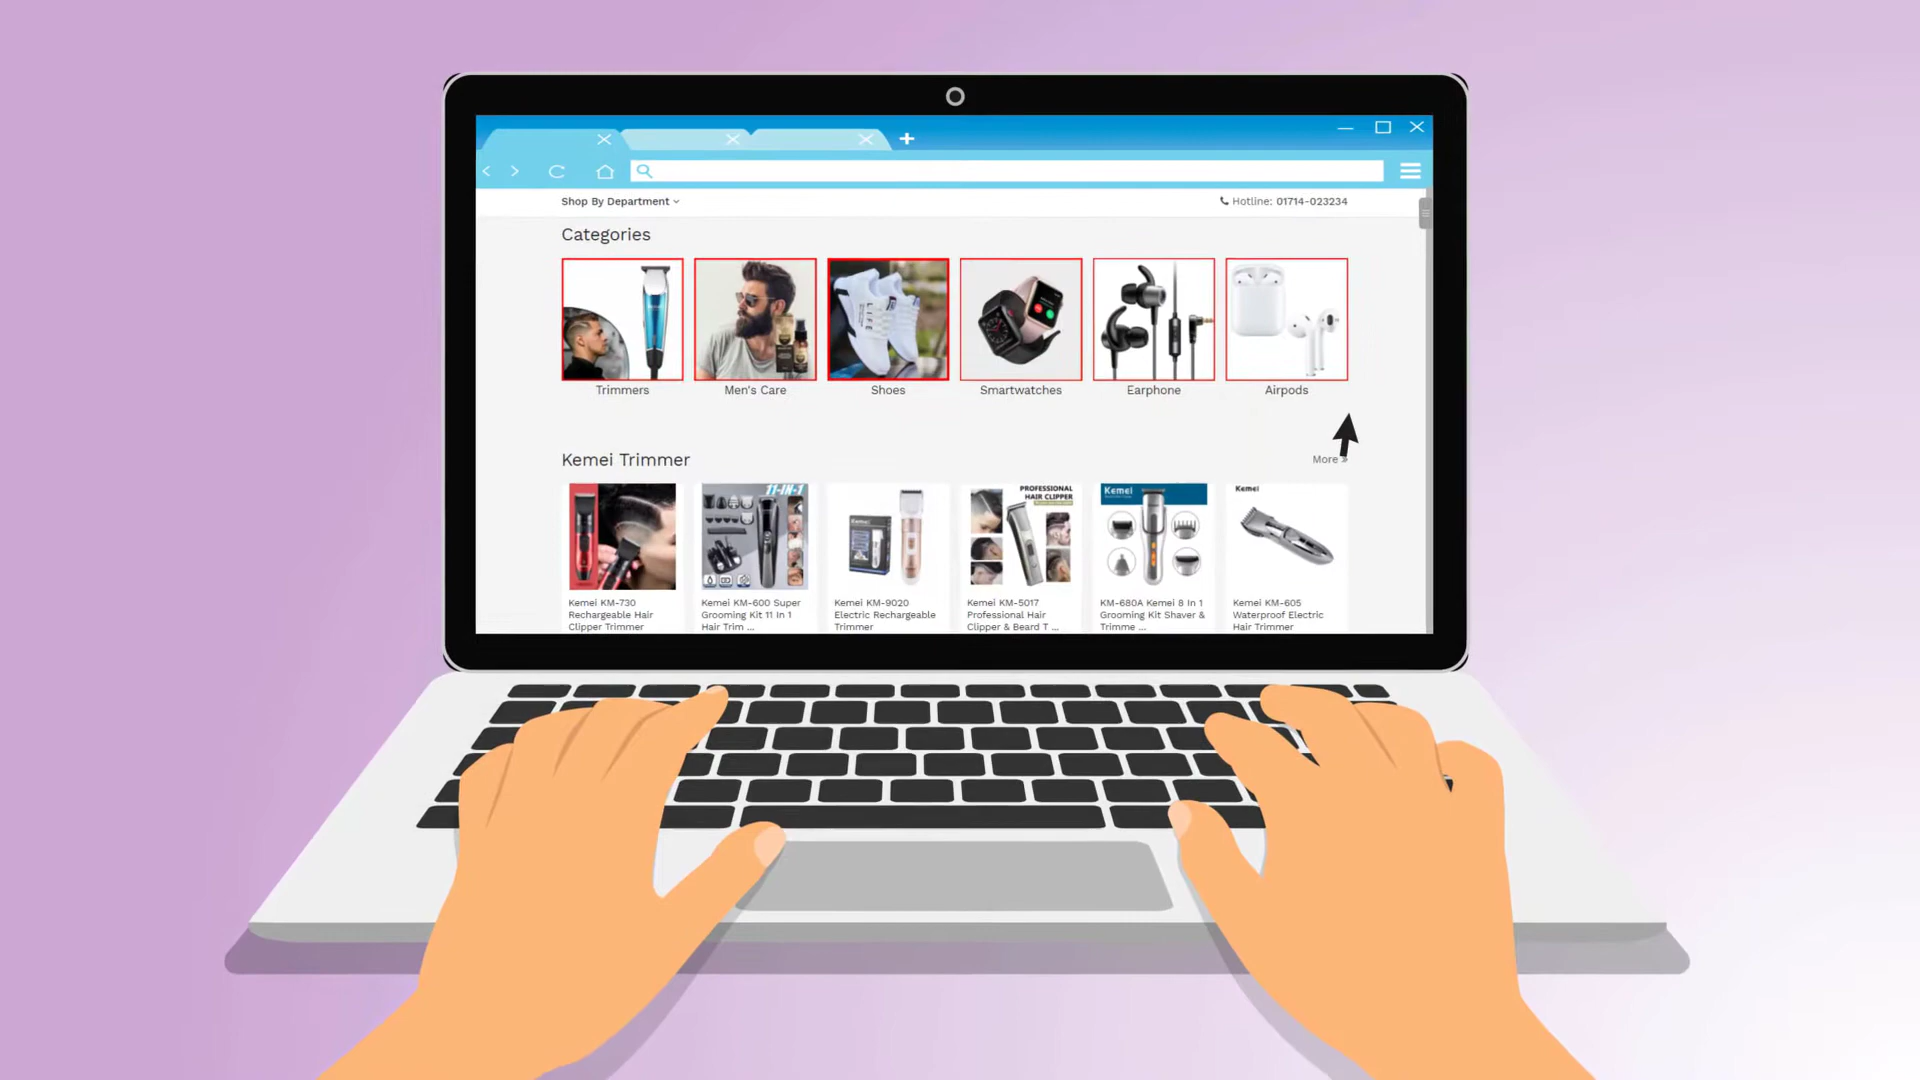 Shop By Department
Hotline: 01714-023234
Categories
LIFE
Trimmers
Men's Care
Shoes
Smartwatches
Earphone
Airpods
Kemei Trimmer
More »
11-IN-1
Kemei
PROFESSIONAL
HAIR CLIPPER
Kemei
Kemei
Kemei KM-730
Rechargeable Hair
Clipper Trimmer
Kemei KM-600 Super
Grooming Kit 11 In 1
Hair Trim ...
Kemei KM-9020
Electric Rechargeable
Trimmer
Kemei KM-5017
Professional Hair
Clipper & Beard T ...
KM-680A Kemei 8 In 1
Grooming Kit Shaver &
Trimme ...
Kemei KM-605
Waterproof Electric
Hair Trimmer